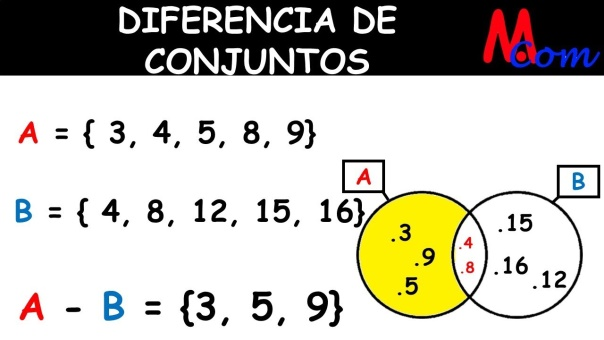 DIFERENCIA DE
CONJUNTOS
Mcom
A = { 3, 4, 5, 8, 9}
B = { 4, 8, 12, 15, 16}
A - B = {3, 5, 9}
A
B
.3
.9
.5
.4
.8
.15
.16
.12